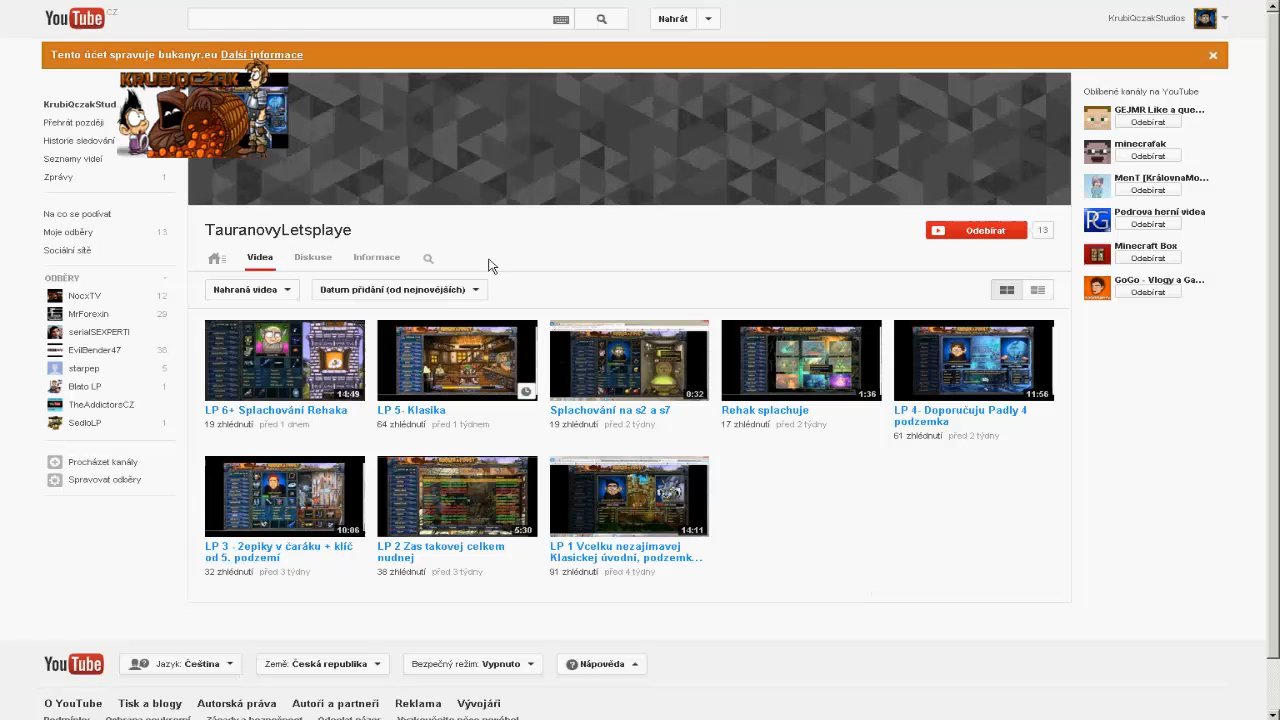 YouTube CZ
Nahrát
KrubiQczakStudios
Tento účet spravuje bukanyr.eu Další informace
KRUBIQCZAK
KrubiQczakStud
Přehrát později
Historie sledování
Seznamy videí
Zprávy 1
Na co se podívat
Moje odběry 13
Sociální sítě
ODBĚRY
NocxTV 12
MrForexin 29
serialSEXPERTI
EvilBender47 38
starpep 5
Blato LP 1
TheAddictorsCZ
SedloLP 1
Procházet kanály
Spravovat odběry
TauranovyLetsplaye
Odebírat 13
Videa Diskuse Informace
Nahraná videa Datum přidání (od nejnovějších)
14:49
LP 6+ Splachování Rehaka
19 zhlédnutí před 1 dnem
LP 5- Klasika
64 zhlédnutí před 1 týdnem
8:32
Splachování na s2 a s7
19 zhlédnutí před 2 týdny
1:36
Rehak splachuje
17 zhlédnutí před 2 týdny
11:56
LP 4- Doporučuju Padly 4
podzemka
61 zhlédnutí před 2 týdny
10:06
LP 3 - 2epiky v čaráku + klíč
od 5. podzemí
32 zhlédnutí před 3 týdny
5:30
LP 2 Zas takovej celkem
nudnej
38 zhlédnutí před 3 týdny
14:11
LP 1 Vcelku nezajímavej
Klasickej úvodní, podzemk...
91 zhlédnutí před 4 týdny
Oblíbené kanály na YouTube
GEJMR Like a que...
Odebírat
minecrafak
Odebírat
MenT [KrálovnaMo...
Odebírat
PG
Pedrova herní videa
Odebírat
Minecraft Box
Odebírat
GoGo - Vlogy a Ga...
Odebírat
YouTube
Jazyk: Čeština
Země: Česká republika
Bezpečný režim: Vypnuto
Nápověda
O YouTube Tisk a blogy Autorská práva Autoři a partneři Reklama Vývojáři